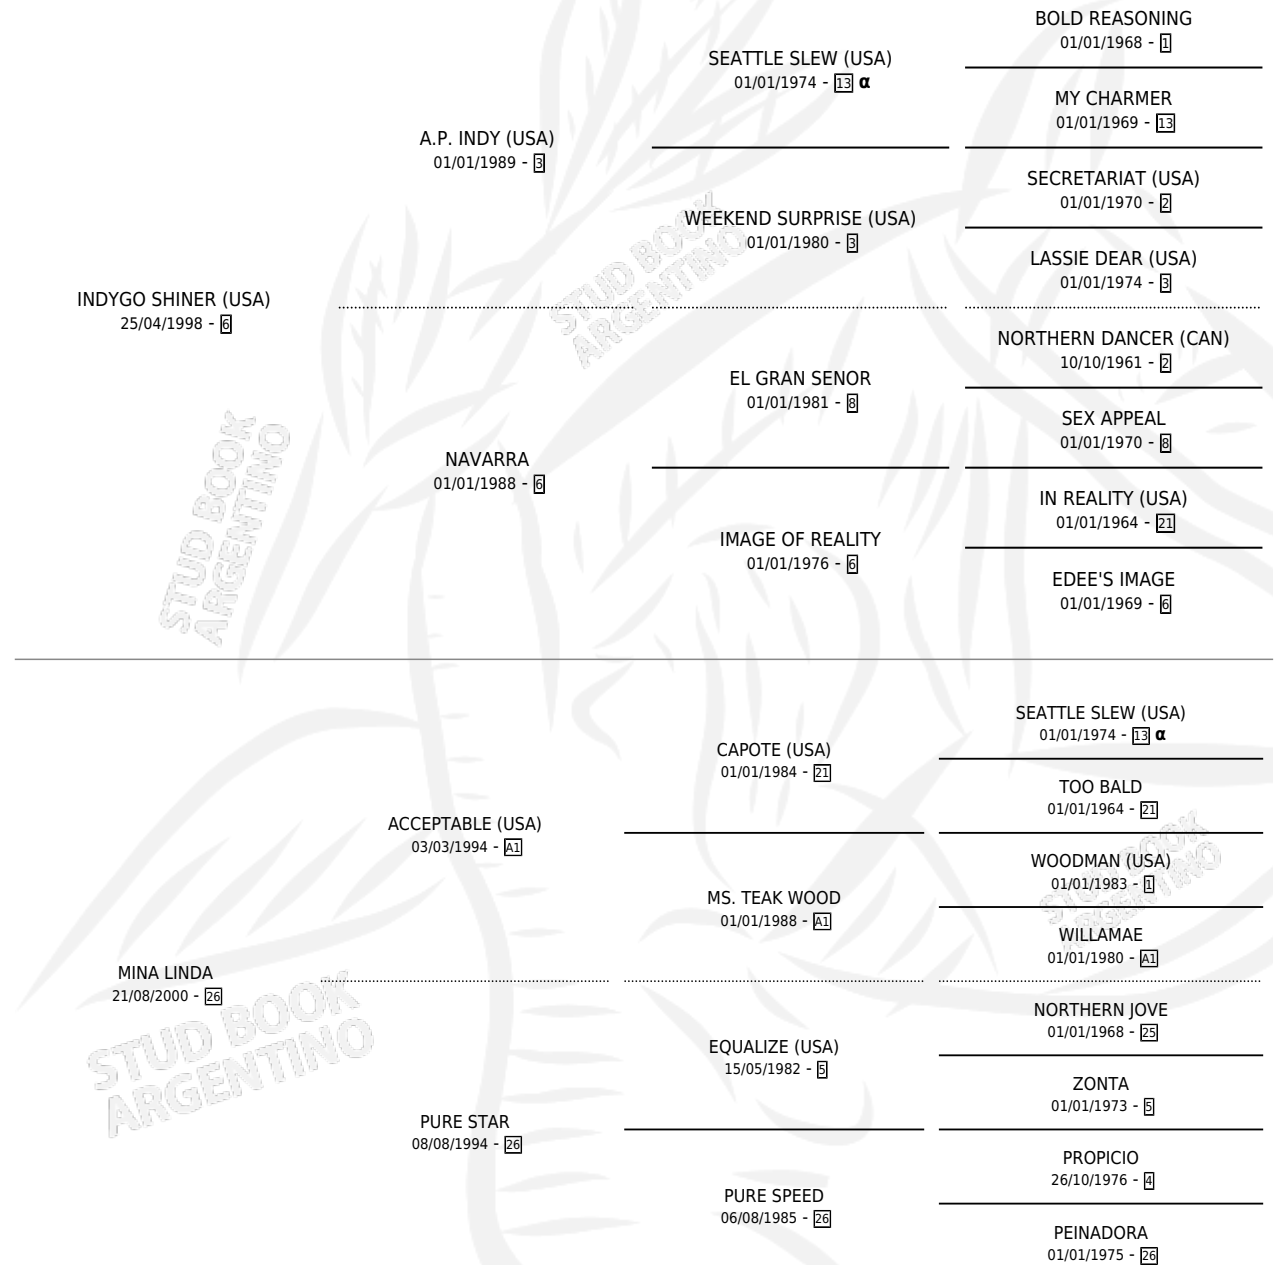 BOLD REASONING
01/01/1968 - 1
SEATTLE SLEW (USA)
01/01/1974 - 13 α
MY CHARMER
01/01/1969 - 13
A.P. INDY (USA)
01/01/1989 - 3
SECRETARIAT (USA)
01/01/1970 - 2
WEEKEND SURPRISE (USA)
01/01/1980 - 3
LASSIE DEAR (USA)
01/01/1974 - 3
INDYGO SHINER (USA)
25/04/1998 - 6
NORTHERN DANCER (CAN)
10/10/1961 - 2
EL GRAN SENOR
01/01/1981 - 8
SEX APPEAL
01/01/1970 - 8
NAVARRA
01/01/1988 - 6
IN REALITY (USA)
01/01/1964 - 21
IMAGE OF REALITY
01/01/1976 - 6
EDEE'S IMAGE
01/01/1969 - 6
SEATTLE SLEW (USA)
01/01/1974 - 13 α
CAPOTE (USA)
01/01/1984 - 21
TOO BALD
01/01/1964 - 21
ACCEPTABLE (USA)
03/03/1994 - A1
WOODMAN (USA)
01/01/1983 - 1
MS. TEAK WOOD
01/01/1988 - A1
WILLAMAE
01/01/1980 - A1
MINA LINDA
21/08/2000 - 26
NORTHERN JOVE
01/01/1968 - 25
EQUALIZE (USA)
15/05/1982 - 5
ZONTA
01/01/1973 - 5
PURE STAR
08/08/1994 - 26
PROPICIO
26/10/1976 - 4
PURE SPEED
06/08/1985 - 26
PEINADORA
01/01/1975 - 26
STUD BOOK
ARGENTINO
STUD BOOK
ARGENTINO
STUD BOOK
ARGENTINO
STUD BOOK
ARGENTINO